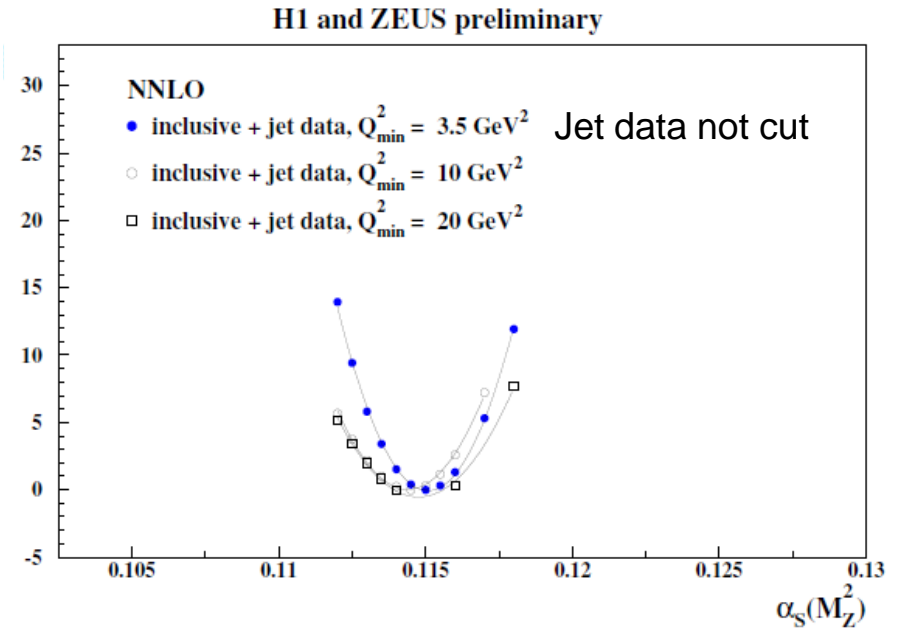 H1 and ZEUS preliminary
NNLO
inclusive + jet data, Q²min = 3.5 GeV² Jet data not cut
inclusive + jet data, Q²min = 10 GeV²
inclusive + jet data, Q²min = 20 GeV²
30
25
20
15
10
5
0
-5
0.105 0.11 0.115 0.12 0.125 0.13
αS(M²Z)